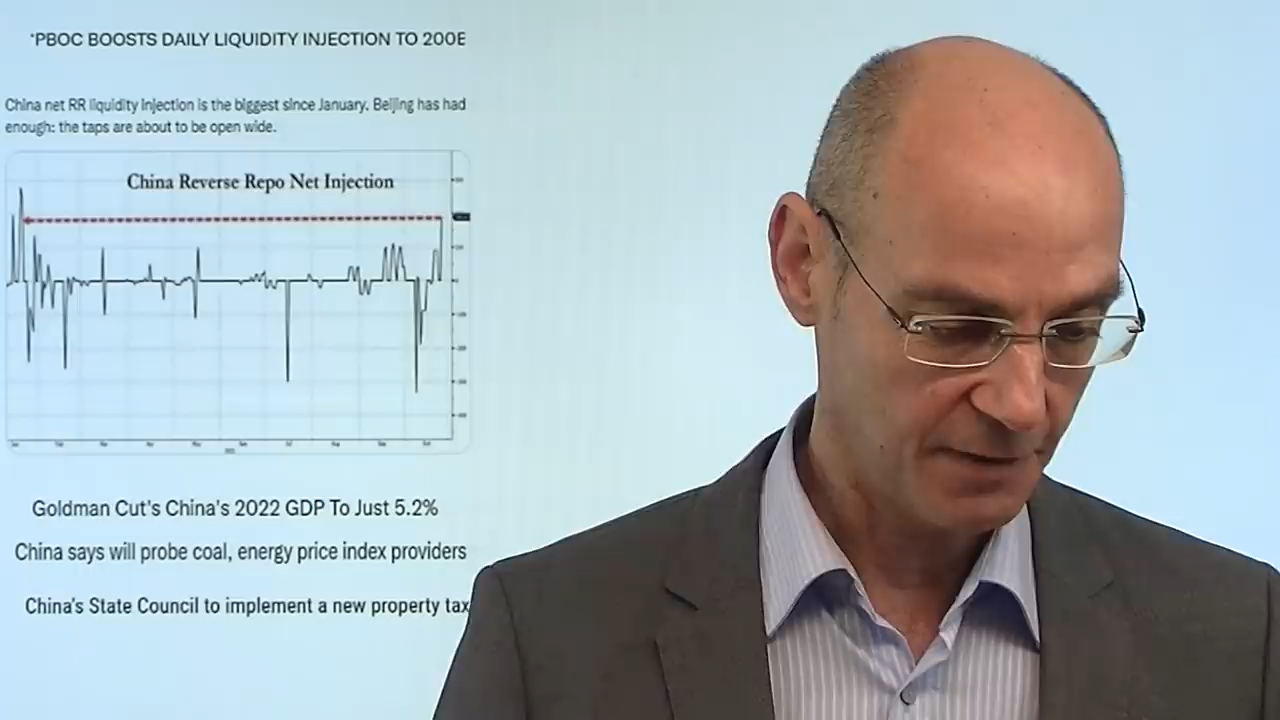 *PBOC BOOSTS DAILY LIQUIDITY INJECTION TO 200B
China net RR liquidity injection is the biggest since January. Beijing has had
enough: the taps are about to be open wide.
China Reverse Repo Net Injection
Goldman Cut's China's 2022 GDP To Just 5.2%
China says will probe coal, energy price index providers
China's State Council to implement a new property tax